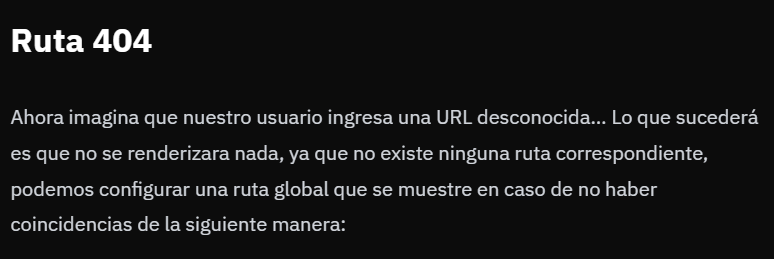 Ruta 404
Ahora imagina que nuestro usuario ingresa una URL desconocida... Lo que sucederá
es que no se renderizara nada, ya que no existe ninguna ruta correspondiente,
podemos configurar una ruta global que se muestre en caso de no haber
coincidencias de la siguiente manera: